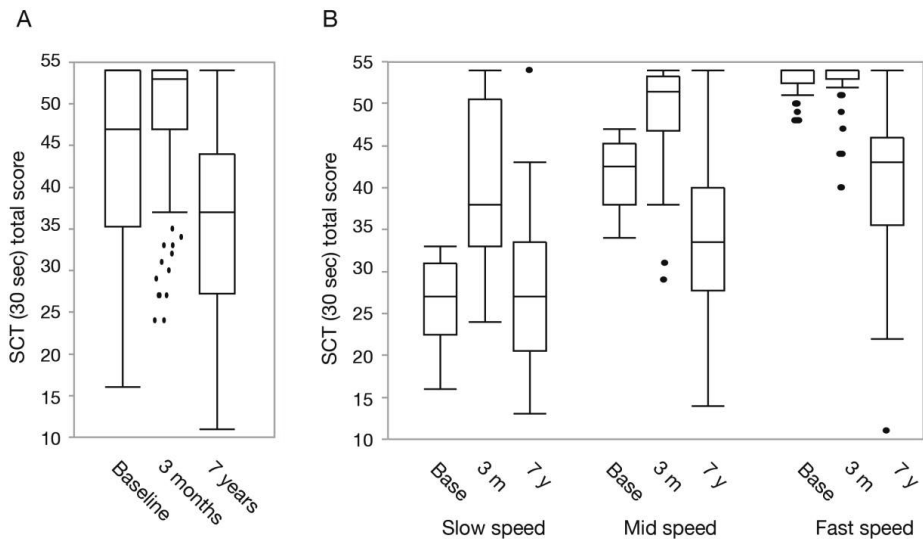 A
SCT (30 sec) total score
55
50
45
40
35
30
25
20
15
10
Baseline
3 months
7 years
B
SCT (30 sec) total score
55
50
45
40
35
30
25
20
15
10
Base
3 m
7 y
Base
3 m
7 y
Base
3 m
7 y
Slow speed
Mid speed
Fast speed